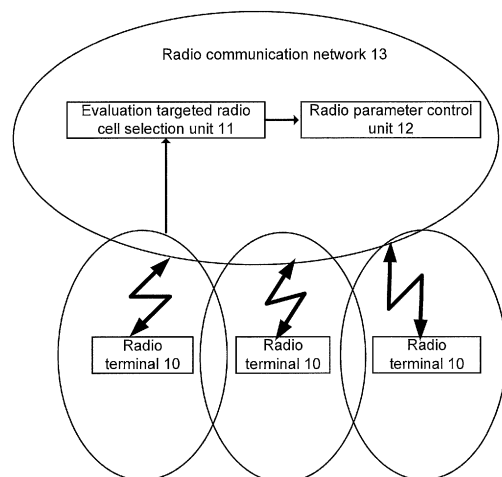 Radio communication network 13
Evaluation targeted radio
cell selection unit 11
Radio parameter control
unit 12
Radio
terminal 10
Radio
terminal 10
Radio
terminal 10